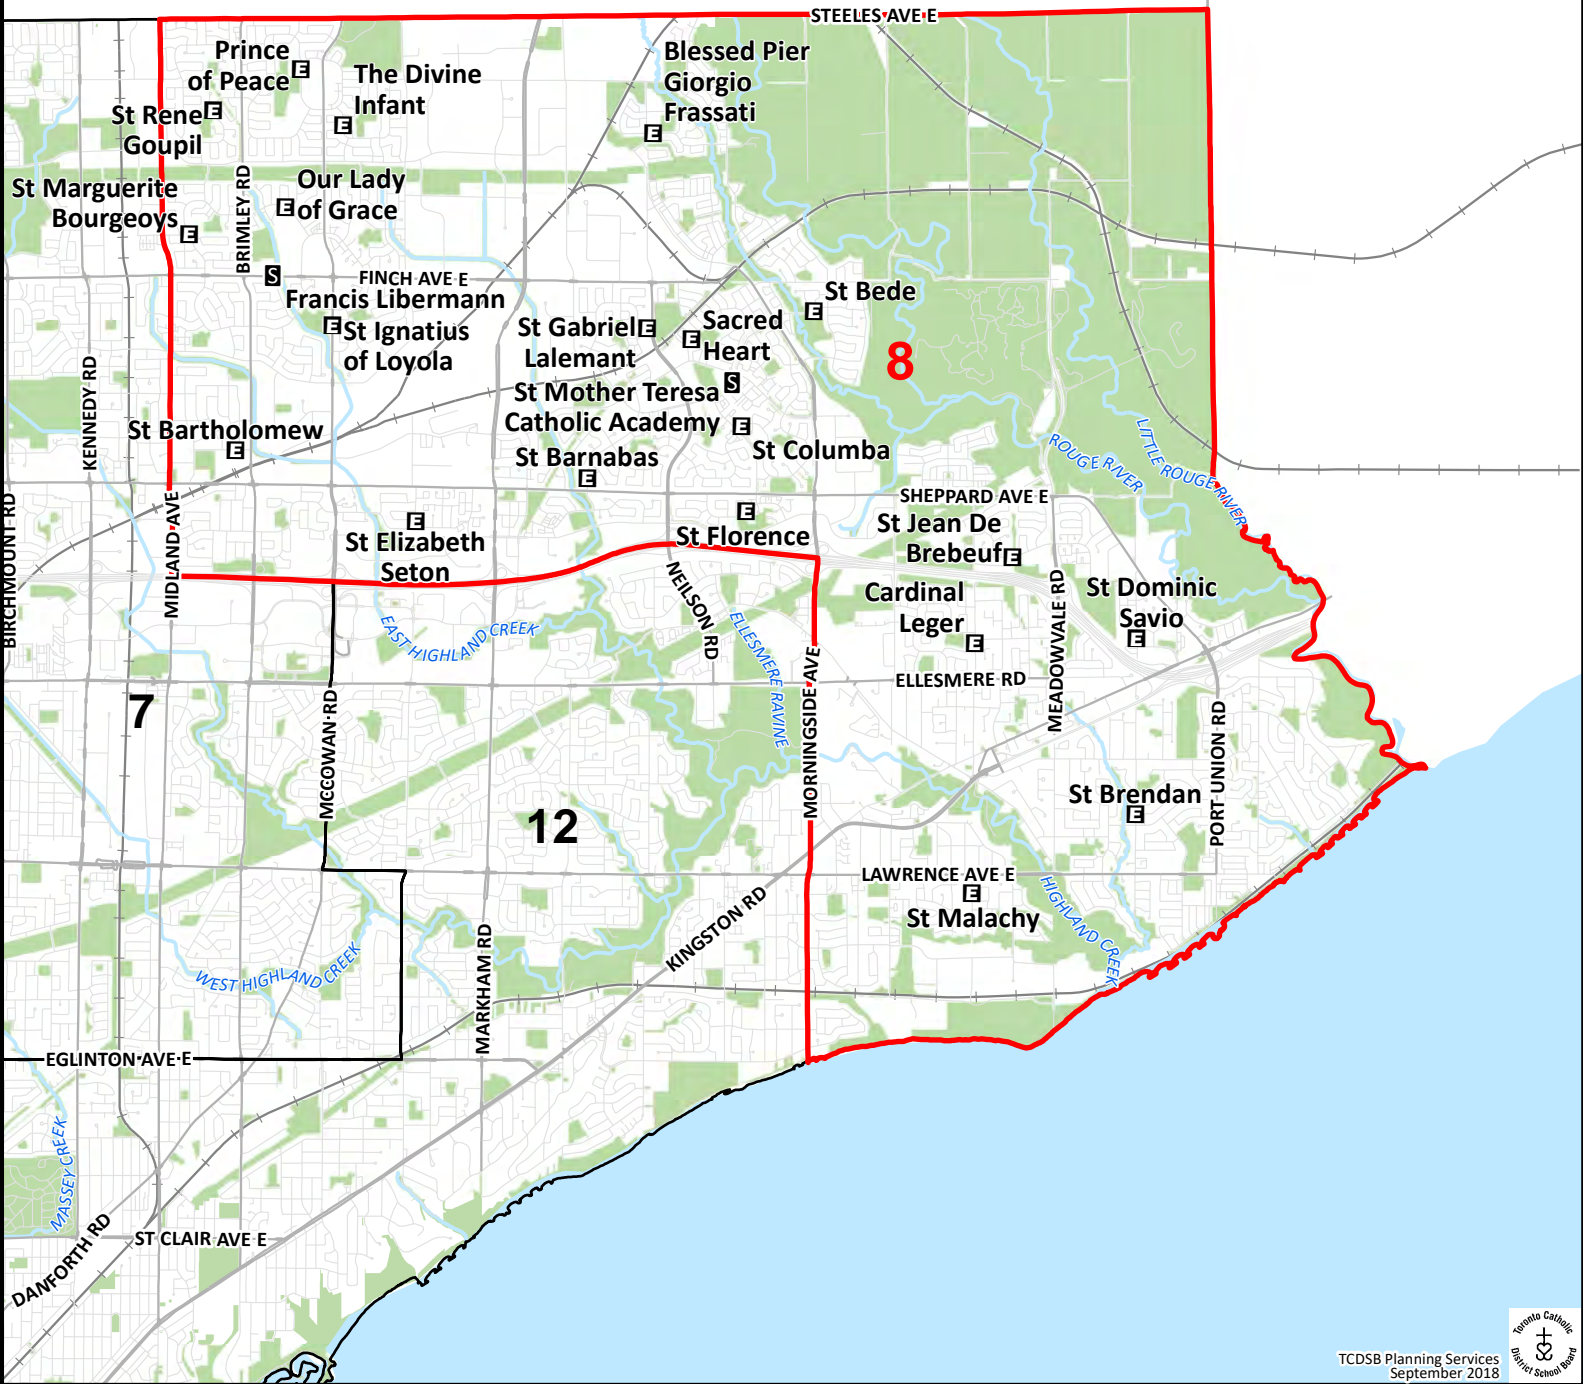 STEELES AVE E
Prince
of Peace
E
The Divine
Infant
E
Blessed Pier
Giorgio
Frassati
E
St Rene
Goupil
E
St Marguerite
Bourgeoys
E
BRIMLEY RD
Our Lady
of Grace
E
S
FINCH AVE E
Francis Libermann
E
St Ignatius
of Loyola
St Gabriel
Lalemant
E
Sacred
Heart
E
St Bede
E
8
KENNEDY RD
St Mother Teresa
Catholic Academy
S
E
St Columba
St Bartholomew
E
St Barnabas
E
ROUGE RIVER
LITTLE ROUGE RIVER
BIRCHMOUNT RD
MIDLAND AVE
SHEPPARD AVE E
E
St Elizabeth
Seton
E
St Florence
St Jean De
Brebeuf
E
NEILSON RD
Cardinal
Leger
E
MEADOWVALE RD
St Dominic
Savio
E
EAST HIGHLAND CREEK
ELLESMERE RAVINE
ELLESMERE RD
7
MCCOWAN RD
MORNINGSIDE AVE
PORT UNION RD
12
St Brendan
E
LAWRENCE AVE E
E
St Malachy
HIGHLAND CREEK
KINGSTON RD
MARKHAM RD
WEST HIGHLAND CREEK
EGLINTON AVE E
MASSEY CREEK
DANFORTH RD
ST CLAIR AVE E
Toronto Catholic
District School Board
TCDSB Planning Services
September 2018